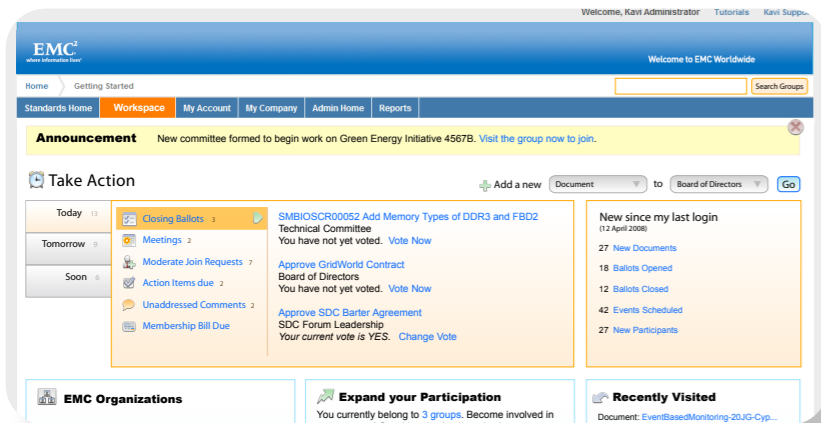 Welcome, Kavi Administrator Tutorials Kavi Suppo
EMC²
where information lives®
Welcome to EMC Worldwide
Home Getting Started
Search Groups
Standards Home Workspace My Account My Company Admin Home Reports
Announcement New committee formed to begin work on Green Energy Initiative 4567B. Visit the group now to join.
Take Action
Add a new Document to Board of Directors Go
Today 13
Tomorrow 9
Soon 6
Closing Ballots 3
Meetings 2
Moderate Join Requests 7
Action Items due 2
Unaddressed Comments 2
Membership Bill Due
SMBIOSCR00052 Add Memory Types of DDR3 and FBD2
Technical Committee
You have not yet voted. Vote Now
Approve GridWorld Contract
Board of Directors
You have not yet voted. Vote Now
Approve SDC Barter Agreement
SDC Forum Leadership
Your current vote is YES. Change Vote
New since my last login
(12 April 2008)
27 New Documents
18 Ballots Opened
12 Ballots Closed
42 Events Scheduled
27 New Participants
EMC Organizations
Expand your Participation
You currently belong to 3 groups. Become involved in
Recently Visited
Document: EventBasedMonitoring-20JG-Cyp...